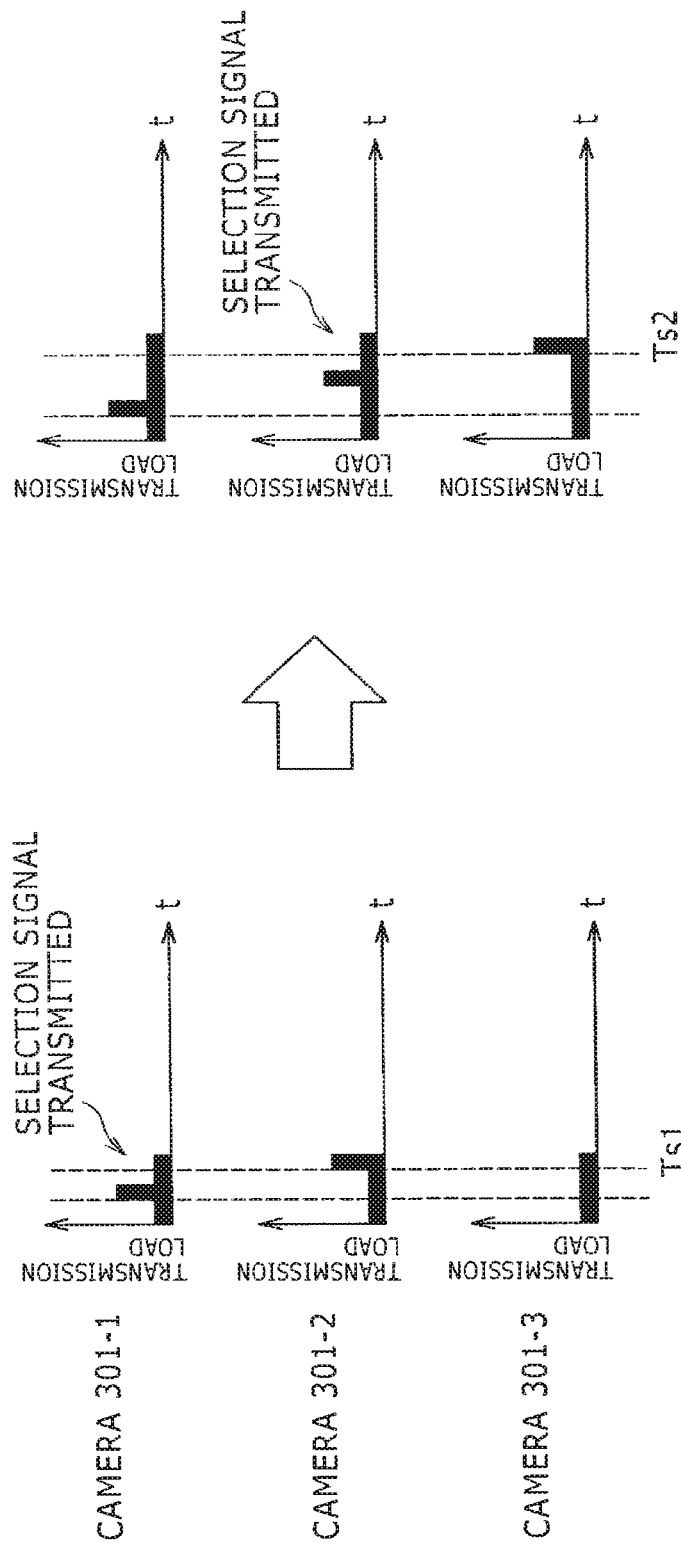 SELECTION SIGNAL
TRANSMITTED
CAMERA 301-1
TRANSMISSION
LOAD
t
CAMERA 301-2
TRANSMISSION
LOAD
t
CAMERA 301-3
TRANSMISSION
LOAD
t
Ts1
TRANSMISSION
LOAD
t
SELECTION SIGNAL
TRANSMITTED
TRANSMISSION
LOAD
t
TRANSMISSION
LOAD
t
Ts2